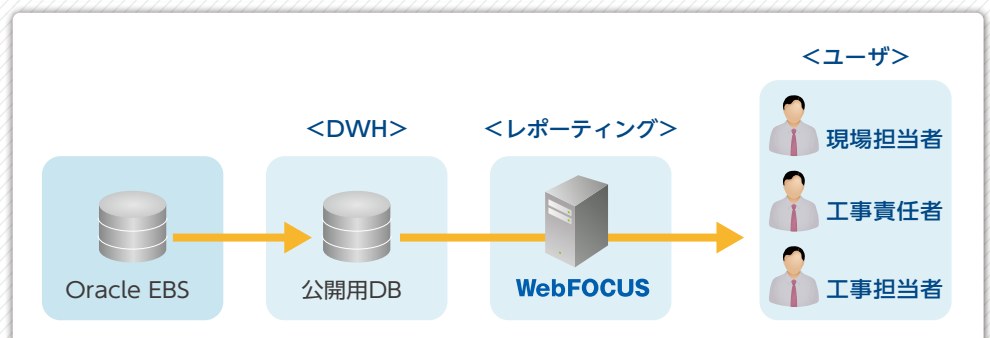 ＜ユーザ＞
＜DWH＞
＜レポーティング＞
現場担当者
工事責任者
工事担当者
Oracle EBS
公開用DB
WebFOCUS